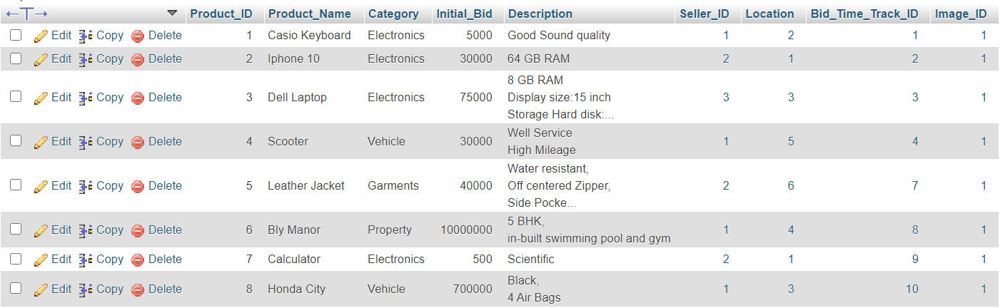 Product_ID Product_Name Category Initial_Bid Description Seller_ID Location Bid_Time_Track_ID Image_ID
Edit Copy Delete 1 Casio Keyboard Electronics 5000 Good Sound quality 1 2 1 1
Edit Copy Delete 2 Iphone 10 Electronics 30000 64 GB RAM 2 1 2 1
8 GB RAM
Edit Copy Delete 3 Dell Laptop Electronics 75000 Display size:15 inch 3 3 3 1
Storage Hard disk:...
Well Service
Edit Copy Delete 4 Scooter Vehicle 30000 1 5 4 1
High Mileage
Water resistant,
Edit Copy Delete 5 Leather Jacket Garments 40000 Off centered Zipper, 2 6 7 1
Side Pocke...
5 BHK,
Edit Copy Delete 6 Bly Manor Property 10000000 1 4 8 1
in-built swimming pool and gym
Edit Copy Delete 7 Calculator Electronics 500 Scientific 2 1 9 1
Black,
Edit Copy Delete 8 Honda City Vehicle 700000 1 3 10 1
4 Air Bags